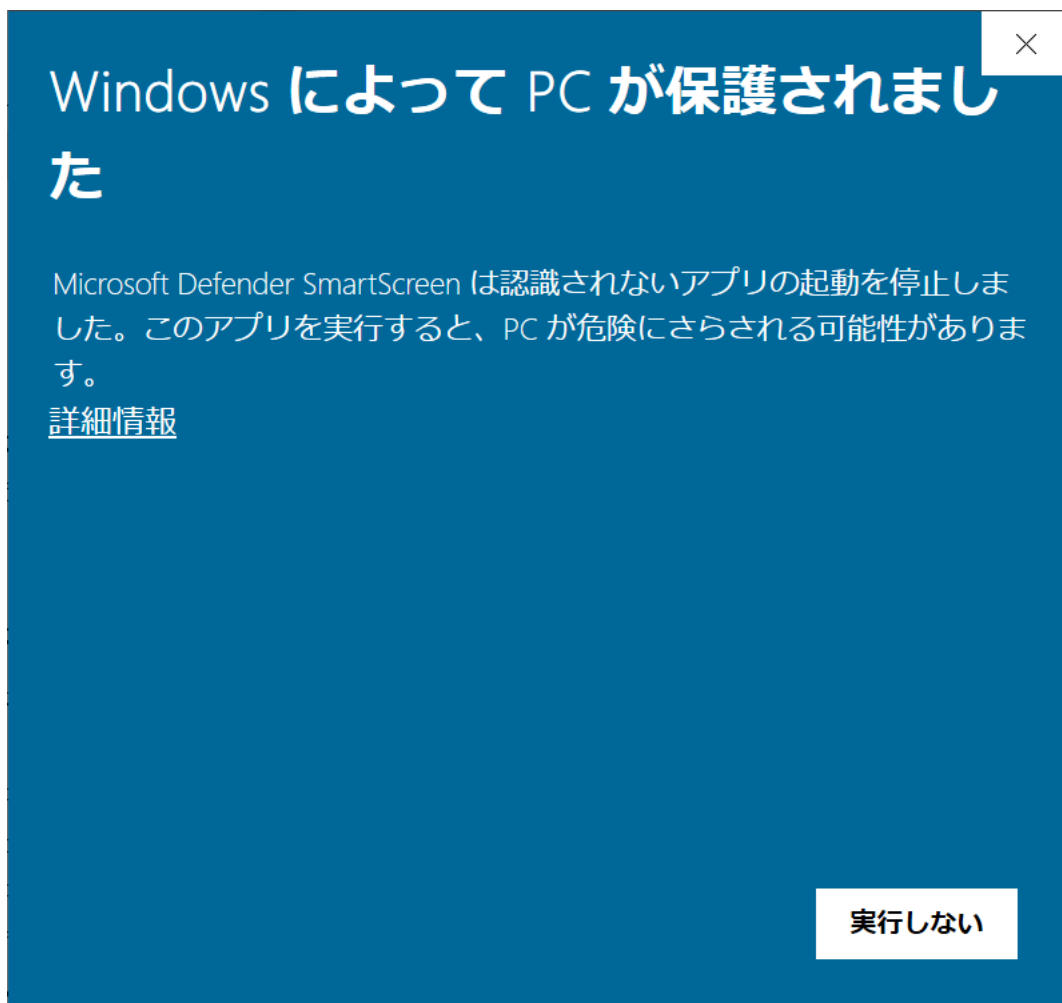 Windows によって PC が保護されまし
た
Microsoft Defender SmartScreen は認識されないアプリの起動を停止しま
した。このアプリを実行すると、PC が危険にさらされる可能性がありま
す。
詳細情報
実行しない